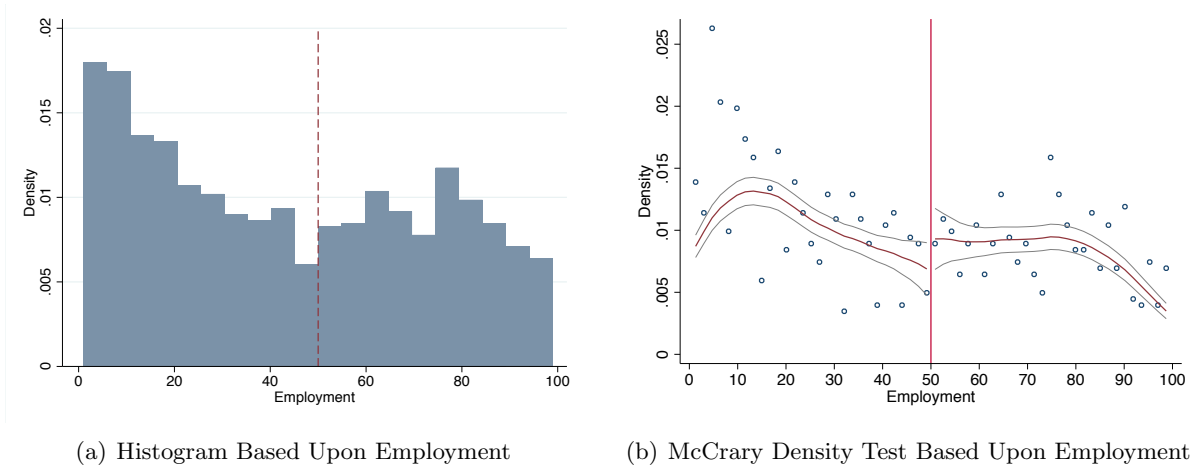 .02
.015
.01
.005
0
Density
0 20 40 60 80 100
Employment
(a) Histogram Based Upon Employment
.025
.02
.015
.01
.005
0
Density
0 10 20 30 40 50 60 70 80 90 100
Employment
(b) McCrary Density Test Based Upon Employment